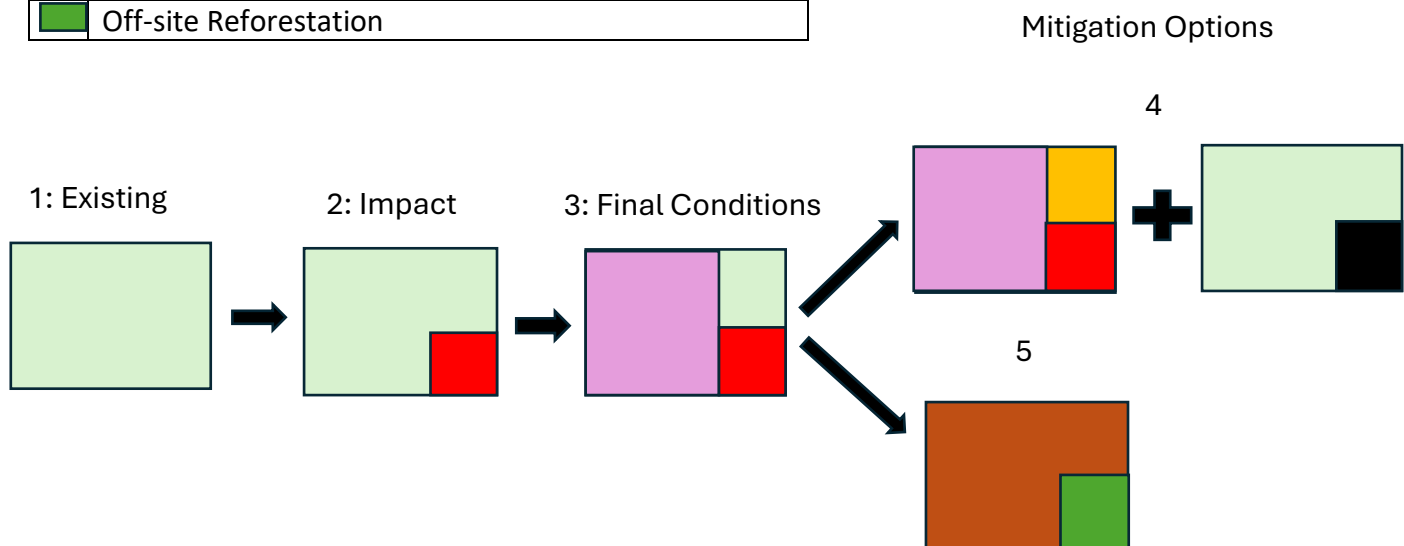 Off-site Reforestation
Mitigation Options
4
1: Existing
2: Impact
3: Final Conditions
5